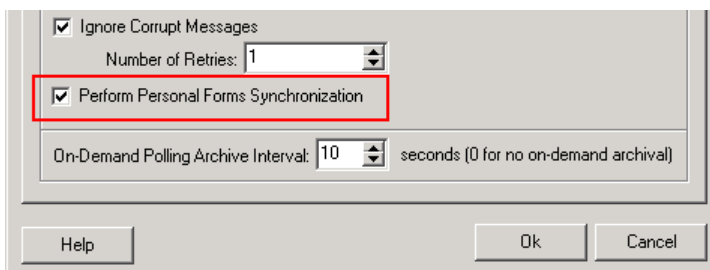 Ignore Corrupt Messages
Number of Retries: 1
Perform Personal Forms Synchronization
On-Demand Polling Archive Interval: 10 seconds (0 for no on-demand archival)
Help Ok Cancel